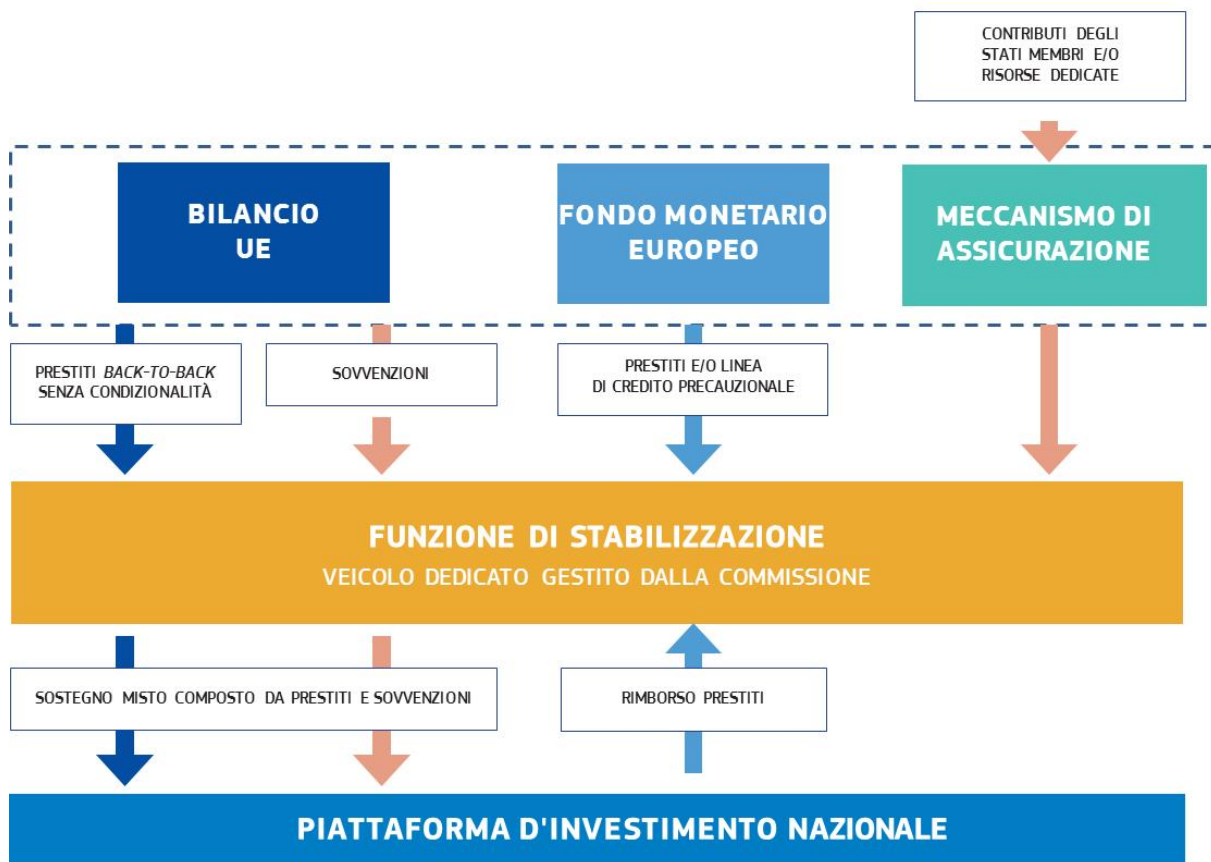 CONTRIBUTI DEGLI
STATI MEMBRI E/O
RISORSE DEDICATE
BILANCIO
UE
FONDO MONETARIO
EUROPEO
MECCANISMO DI
ASSICURAZIONE
PRESTITI BACK-TO-BACK
SENZA CONDIZIONALITÀ
SOVVENZIONI
PRESTITI E/O LINEA
DI CREDITO PRECAUZIONALE
FUNZIONE DI STABILIZZAZIONE
VEICOLO DEDICATO GESTITO DALLA COMMISSIONE
SOSTEGNO MISTO COMPOSTO DA PRESTITI E SOVVENZIONI
RIMBORSO PRESTITI
PIATTAFORMA D'INVESTIMENTO NAZIONALE